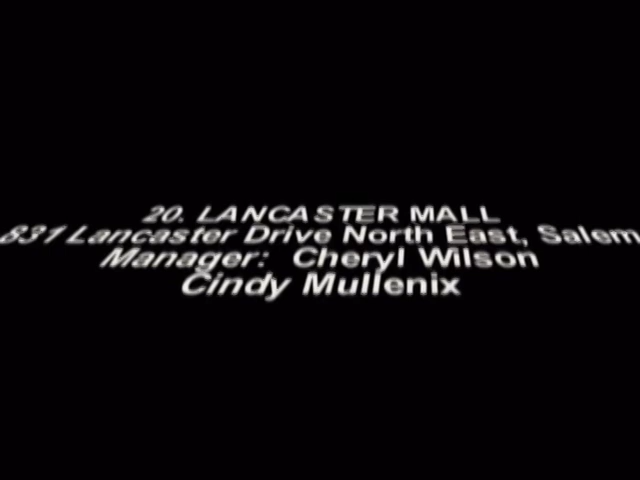 20. LANCASTER MALL
831 Lancaster Drive North East, Salem
Manager: Cheryl Wilson
Cindy Mullenix